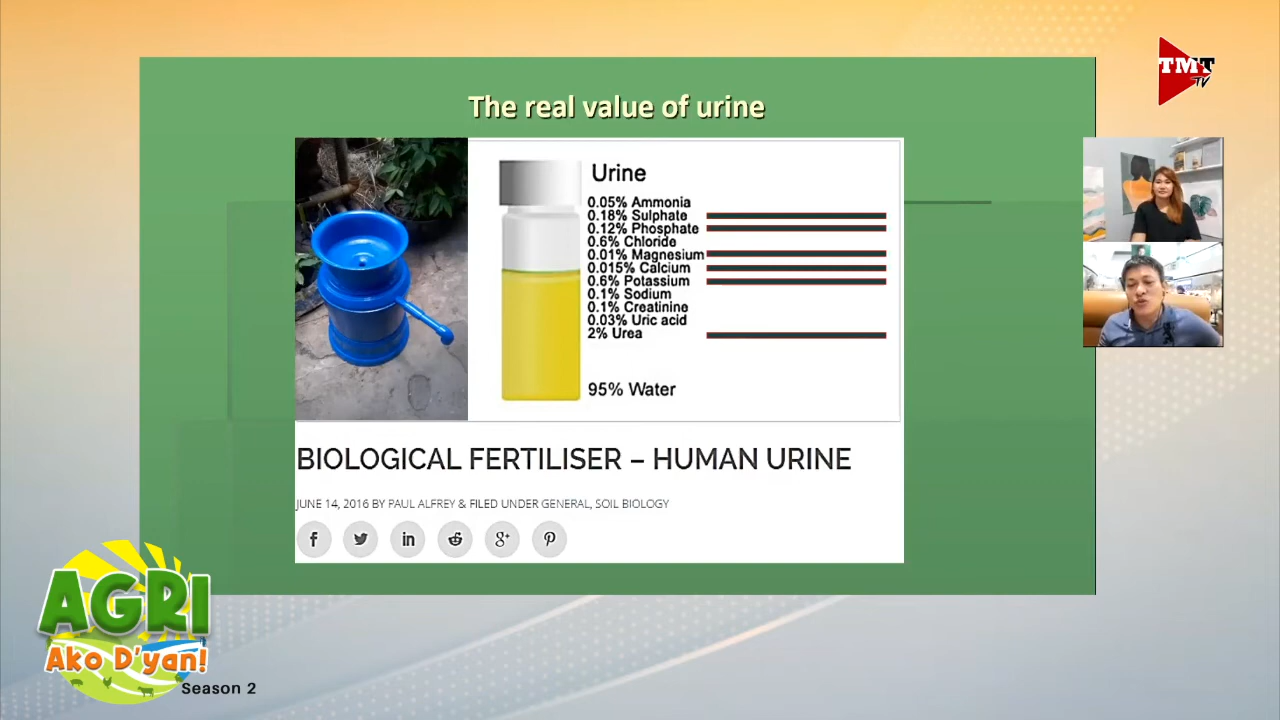 The real value of urine
TMT
TV
Urine
0.05% Ammonia
0.18% Sulphate
0.12% Phosphate
0.6% Chloride
0.01% Magnesium
0.015% Calcium
0.6% Potassium
0.1% Sodium
0.1% Creatinine
0.03% Uric acid
2% Urea
95% Water
BIOLOGICAL FERTILISER – HUMAN URINE
JUNE 14, 2016 BY PAUL ALFREY & FILED UNDER GENERAL, SOIL BIOLOGY
AGRI
Ako D'yan!
Season 2